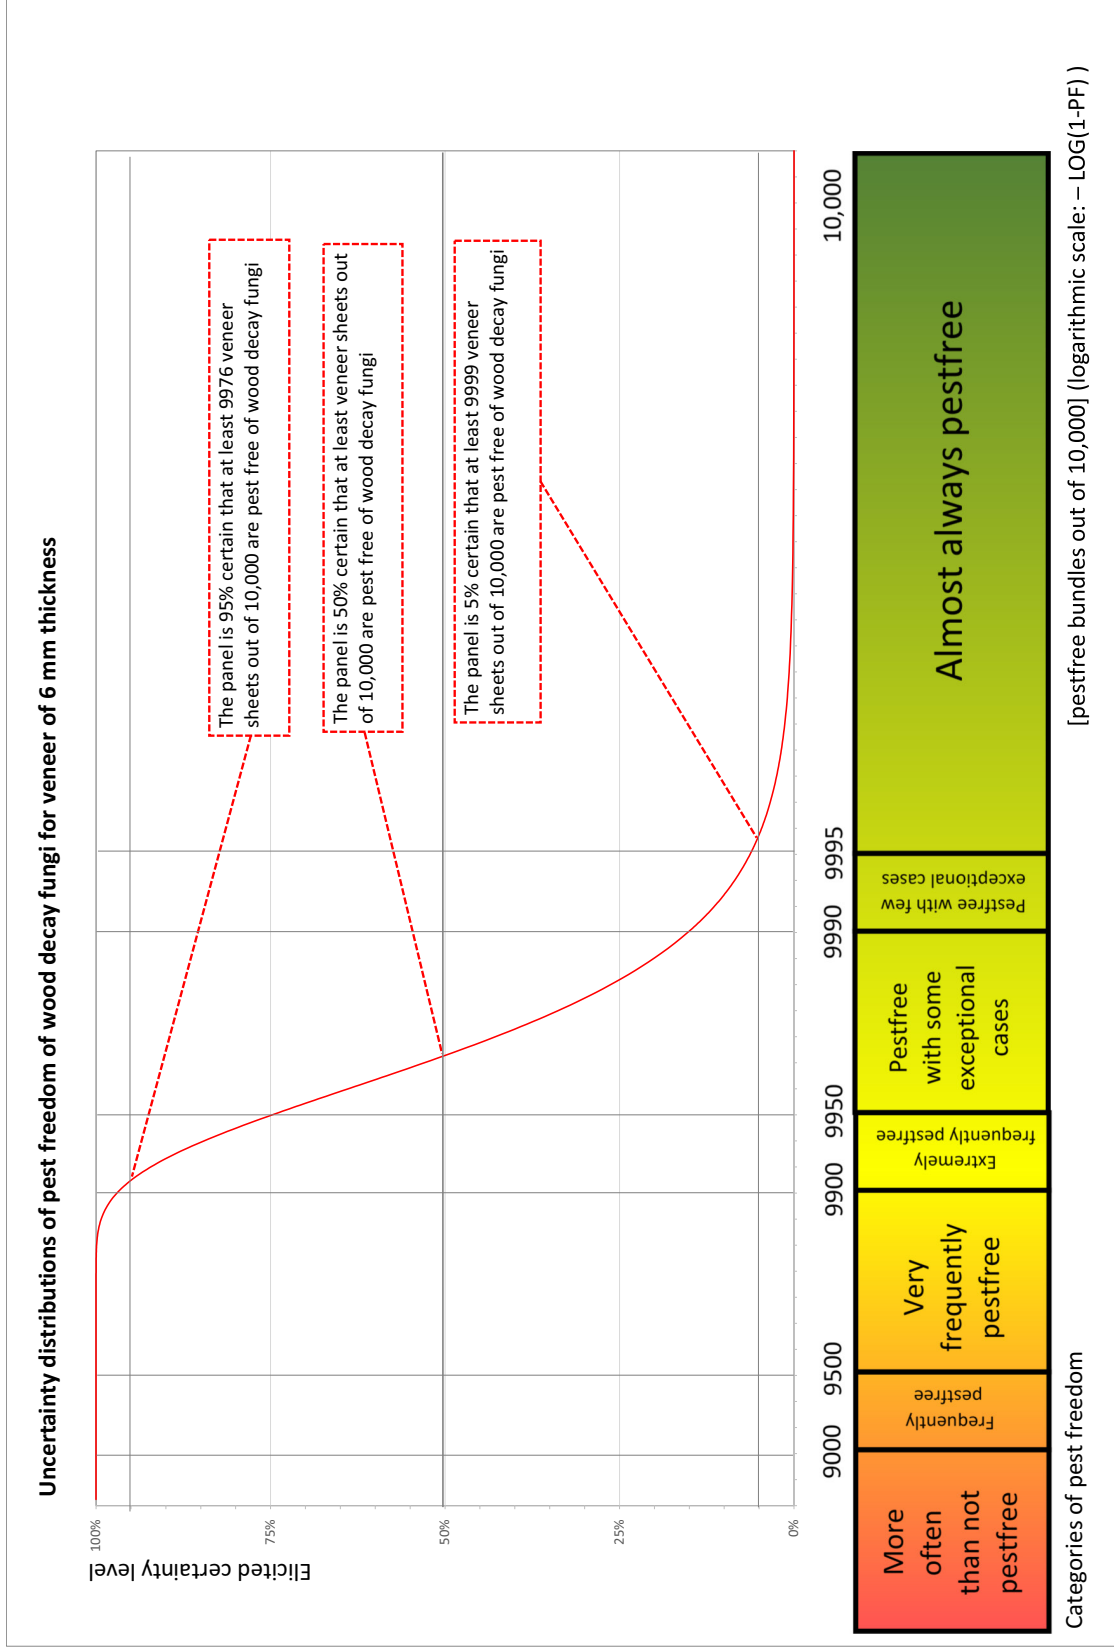 Uncertainty distributions of pest freedom of wood decay fungi for veneer of 6 mm thickness
Elicited certainty level
100%
75%
50%
25%
0%
The panel is 95% certain that at least 9976 veneer
sheets out of 10,000 are pest free of wood decay fungi
The panel is 50% certain that at least veneer sheets out
of 10,000 are pest free of wood decay fungi
The panel is 5% certain that at least 9999 veneer
sheets out of 10,000 are pest free of wood decay fungi
9000
9500
9900
9950
9990
9995
10,000
More
often
than not
pestfree
Frequently
pestfree
Very
frequently
pestfree
Extremely
frequently pestfree
Pestfree
with some
exceptional
cases
Pestfree with few
exceptional cases
Almost always pestfree
Categories of pest freedom
[pestfree bundles out of 10,000] (logarithmic scale: – LOG(1-PF) )